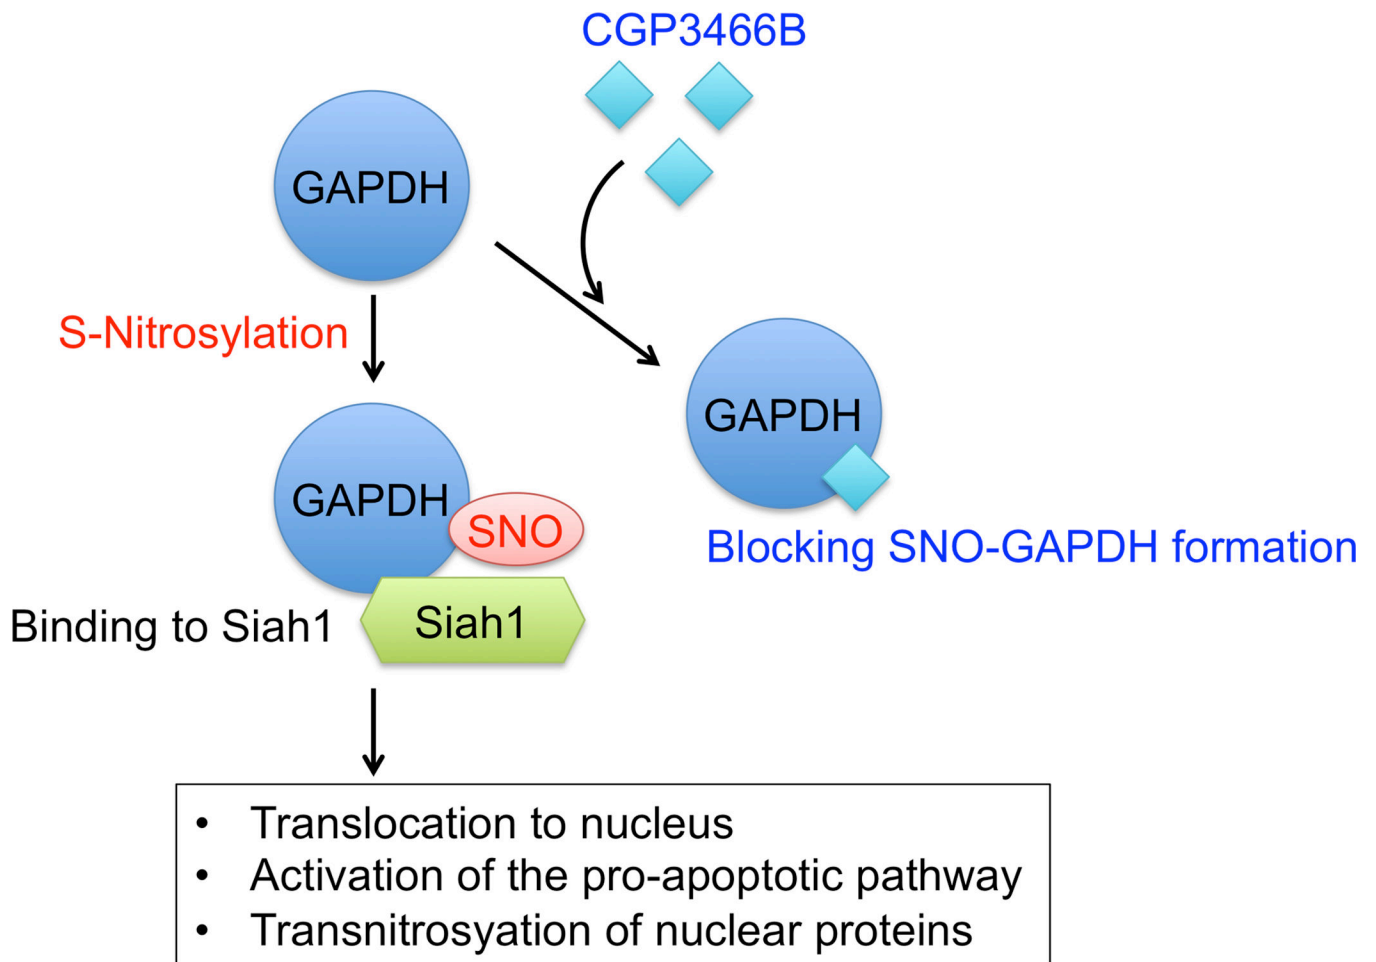 CGP3466B
GAPDH
S-Nitrosylation
GAPDH
GAPDH
SNO
Blocking SNO-GAPDH formation
Binding to Siah1
Siah1
• Translocation to nucleus
• Activation of the pro-apoptotic pathway
• Transnitrosyation of nuclear proteins